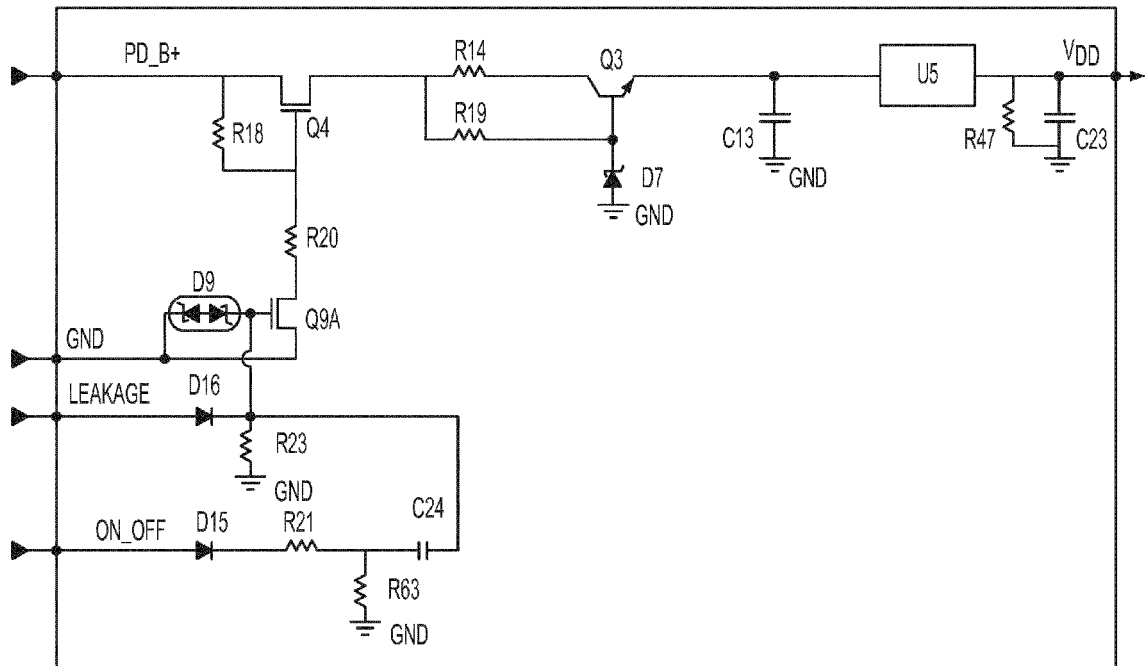 PD_B+
R14
Q3
U5
VDD
R18
Q4
R19
C13
R47
C23
D7
GND
GND
R20
D9
Q9A
GND
LEAKAGE
D16
R23
GND
C24
ON_OFF
D15
R21
R63
GND